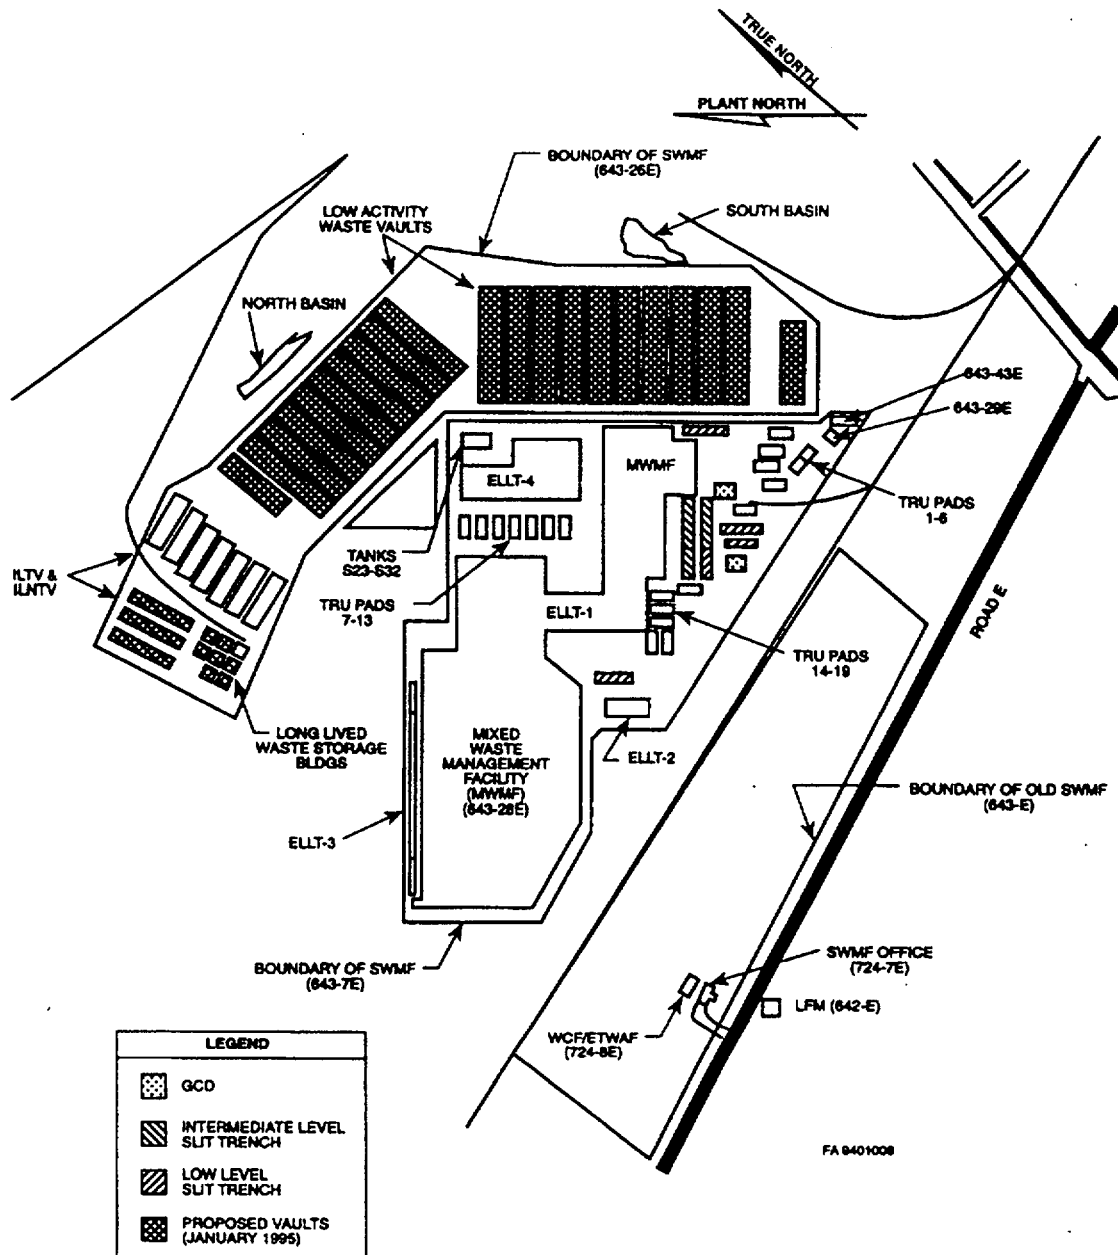 TRUE NORTH
PLANT NORTH
BOUNDARY OF SWMF
(643-26E)
LOW ACTIVITY
WASTE VAULTS
SOUTH BASIN
NORTH BASIN
643-43E
643-29E
MWMF
ELLT-4
TRU PADS
1-6
TANKS
S23-S32
ILTV &
ILNTV
TRU PADS
7-13
ELLT-1
ROAD E
TRU PADS
14-19
LONG LIVED
WASTE STORAGE
BLDGS
MIXED
WASTE
MANAGEMENT
FACILITY
(MWMF)
(643-28E)
ELLT-2
BOUNDARY OF OLD SWMF
(643-E)
ELLT-3
BOUNDARY OF SWMF
(643-7E)
SWMF OFFICE
(724-7E)
LFM (642-E)
WCF/ETWAF
(724-8E)
LEGEND
GCD
INTERMEDIATE LEVEL
SLIT TRENCH
LOW LEVEL
SLIT TRENCH
PROPOSED VAULTS
(JANUARY 1995)
FA 9401008